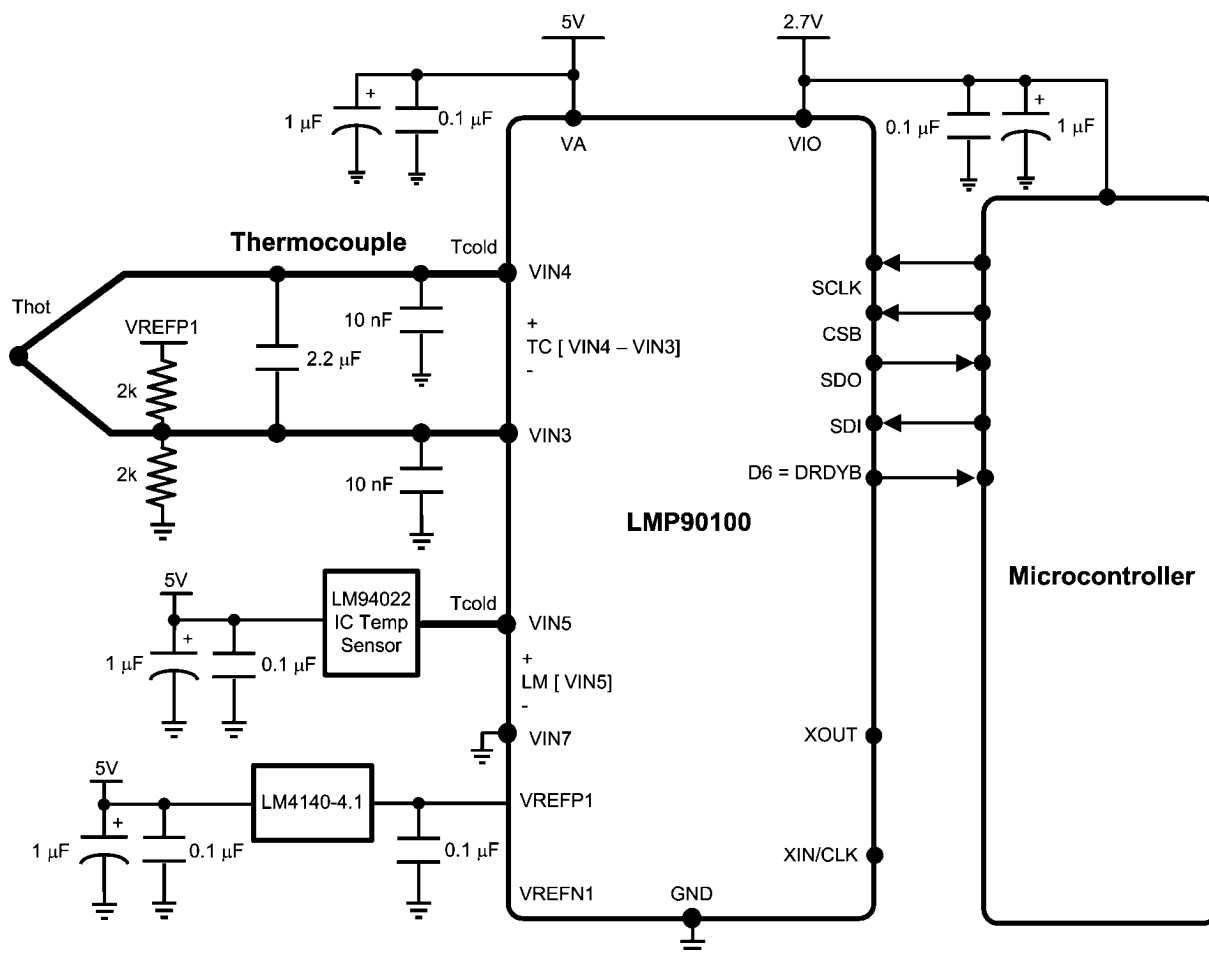 5V
2.7V
+
1 µF
0.1 µF
VA
VIO
0.1 µF
+
1 µF
Thermocouple
Tcold
VIN4
Thot
VREFP1
2k
2.2 µF
10 nF
+
TC [ VIN4 – VIN3]
-
VIN3
2k
10 nF
SCLK
CSB
SDO
SDI
D6 = DRDYB
LMP90100
Microcontroller
5V
+
1 µF
0.1 µF
LM94022
IC Temp
Sensor
Tcold
VIN5
+
LM [ VIN5]
-
VIN7
XOUT
5V
+
1 µF
0.1 µF
LM4140-4.1
0.1 µF
VREFP1
XIN/CLK
VREFN1
GND